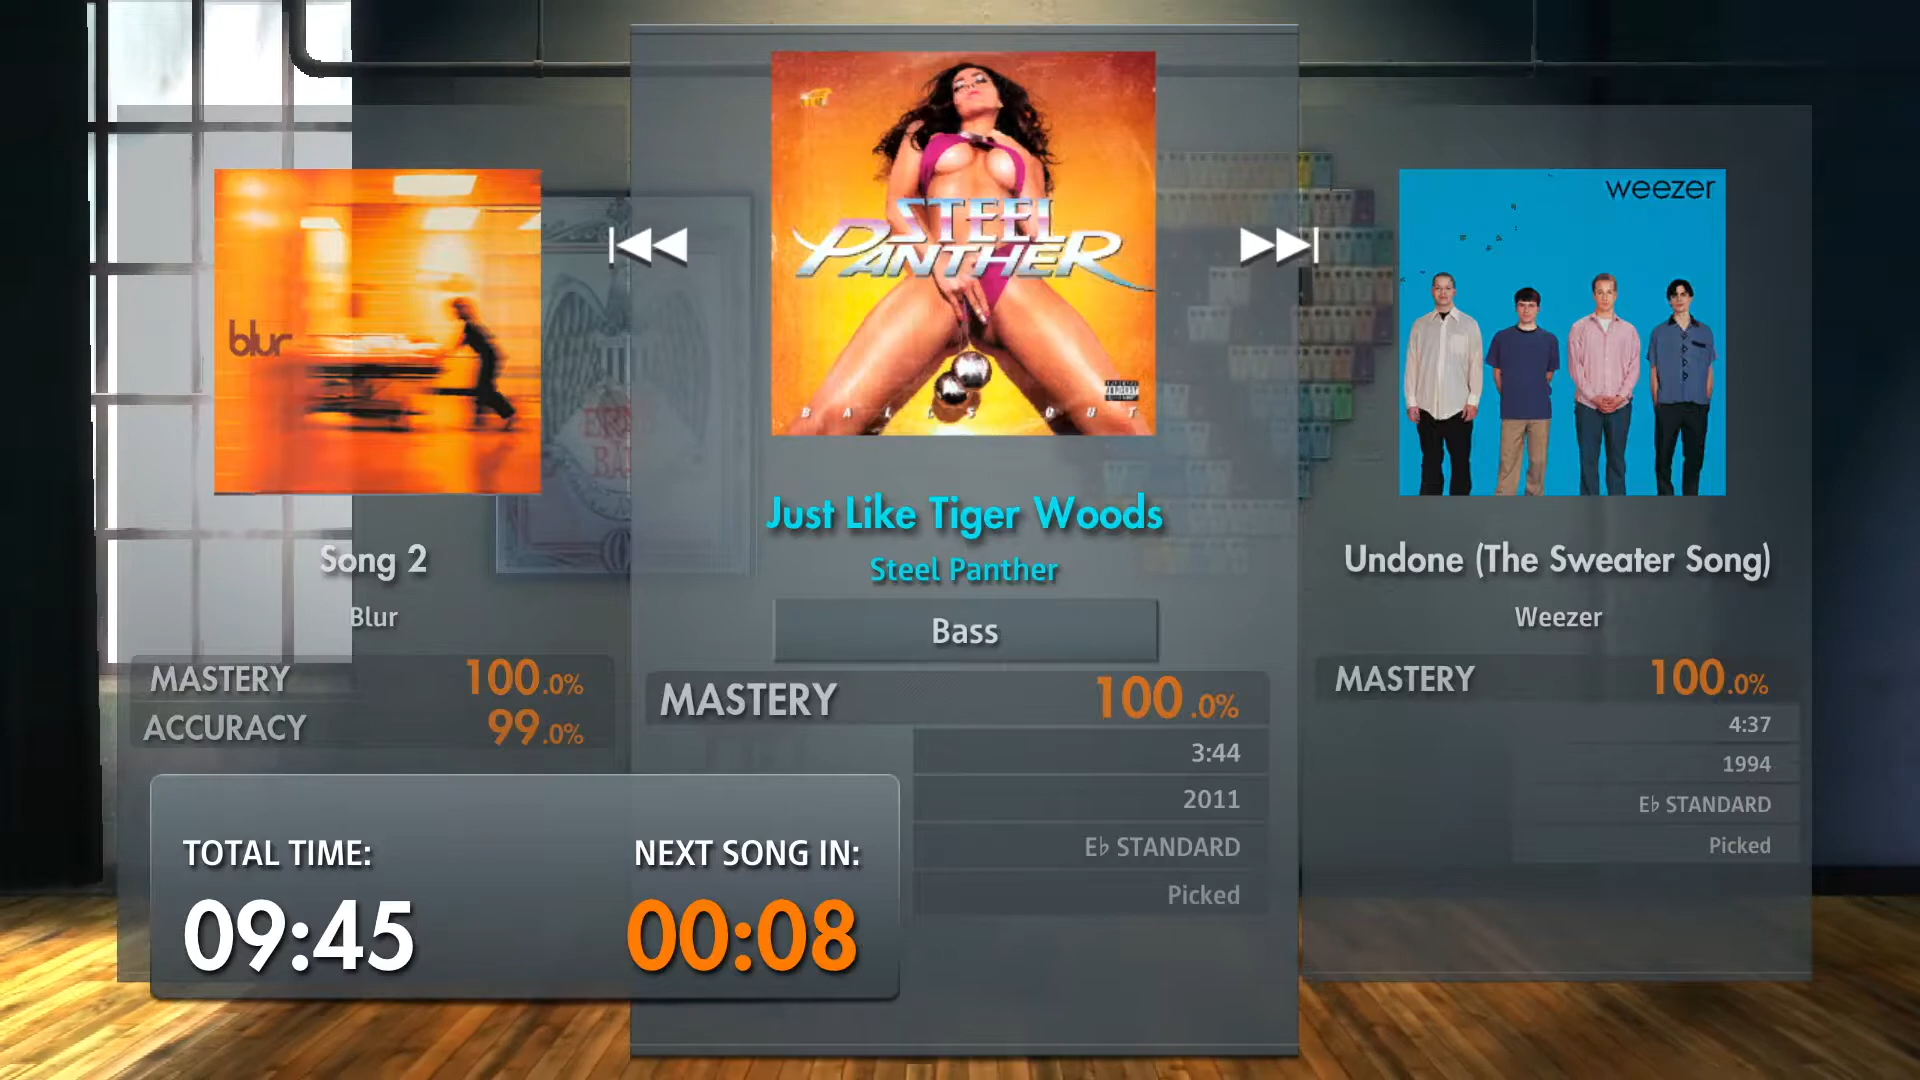 blur
Song 2
Blur
MASTERY 100.0%
ACCURACY 99.0%
STEEL
PANTHER
BALLS OUT
Just Like Tiger Woods
Steel Panther
Bass
MASTERY 100.0%
3:44
2011
E♭ STANDARD
Picked
weezer
Undone (The Sweater Song)
Weezer
MASTERY 100.0%
4:37
1994
E♭ STANDARD
Picked
TOTAL TIME:
09:45
NEXT SONG IN:
00:08